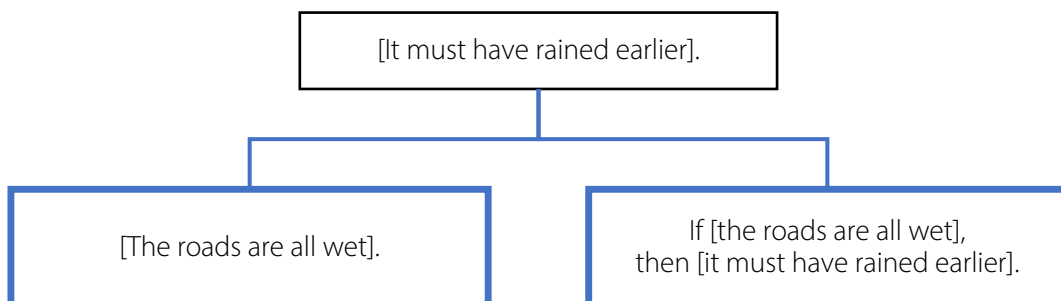 [It must have rained earlier].
[The roads are all wet].
If [the roads are all wet],
then [it must have rained earlier].